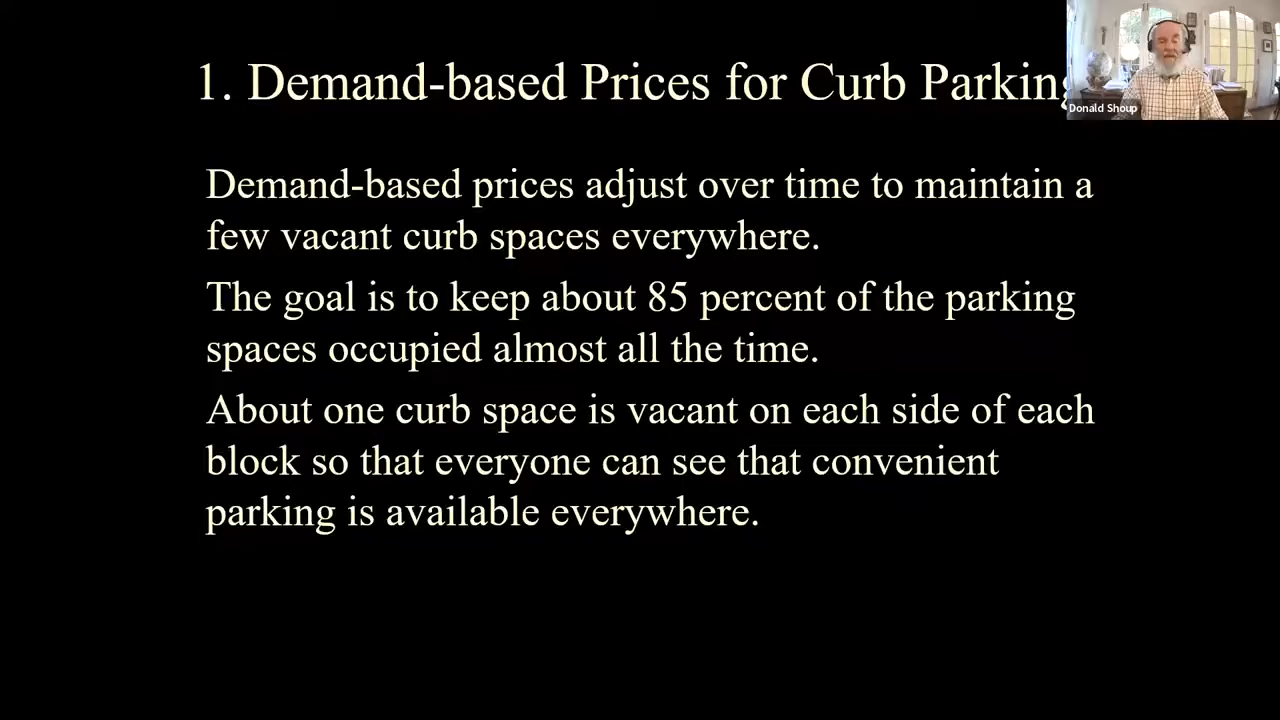 1. Demand-based Prices for Curb Parking
Donald Shoup
Demand-based prices adjust over time to maintain a
few vacant curb spaces everywhere.
The goal is to keep about 85 percent of the parking
spaces occupied almost all the time.
About one curb space is vacant on each side of each
block so that everyone can see that convenient
parking is available everywhere.